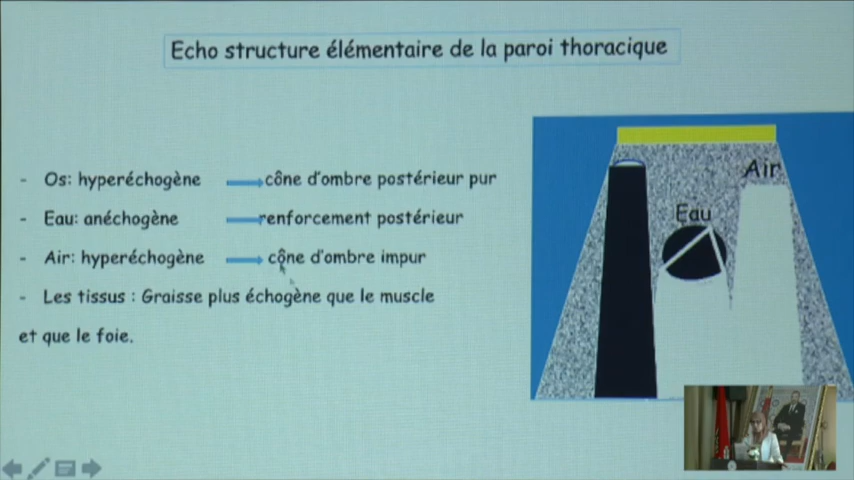 Echo structure élémentaire de la paroi thoracique
- Os: hyperéchogène cône d'ombre postérieur pur
- Eau: anéchogène renforcement postérieur
- Air: hyperéchogène cône d'ombre impur
- Les tissus : Graisse plus échogène que le muscle
et que le foie.
Air
Eau